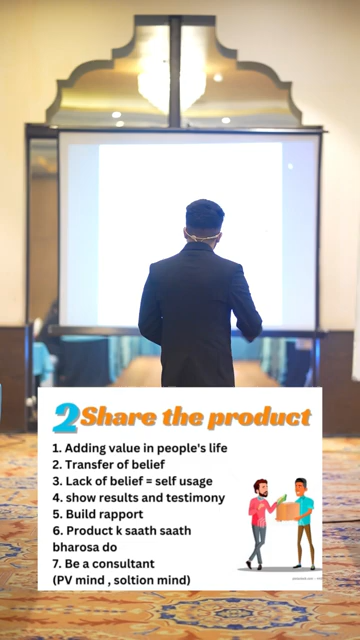 2 Share the product
1. Adding value in people's life
2. Transfer of belief
3. Lack of belief = self usage
4. show results and testimony
5. Build rapport
6. Product k saath saath
bharosa do
7. Be a consultant
(PV mind , soltion mind)